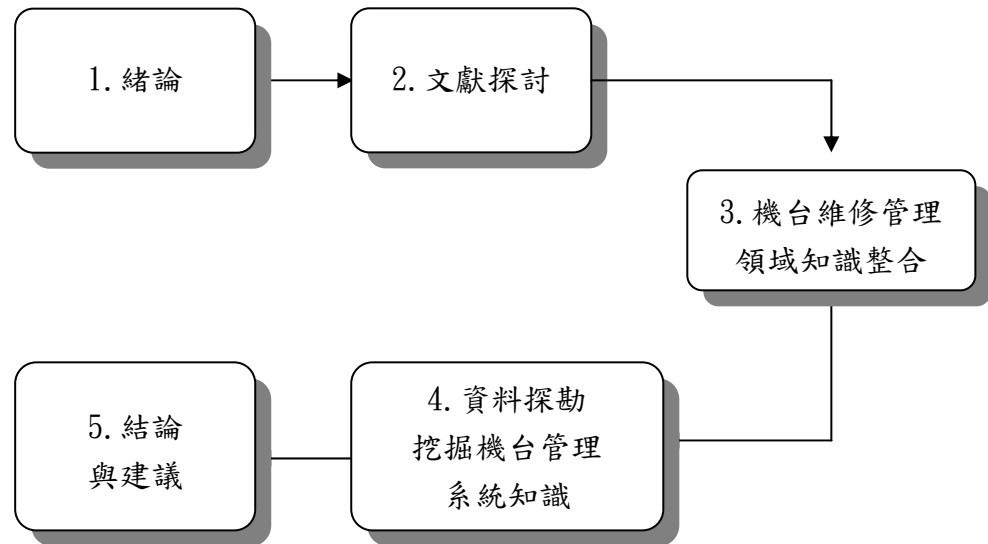 1.緒論
2.文獻探討
3.機台維修管理
領域知識整合
4.資料探勘
挖掘機台管理
系統知識
5.結論
與建議